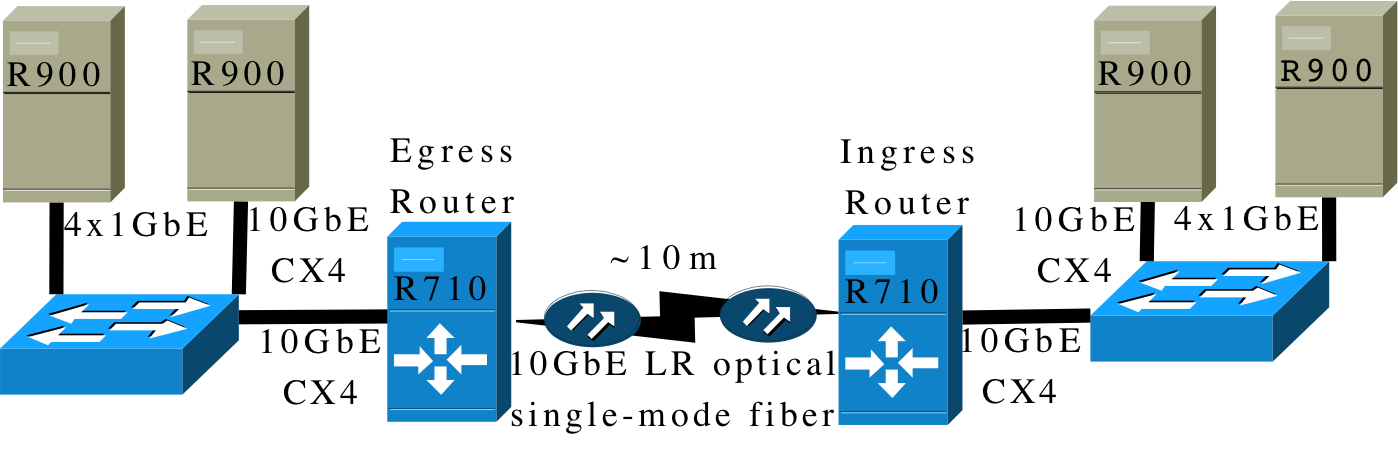 R900
R900
R900
R900
Egress
Router
Ingress
Router
4x1GbE
10GbE
CX4
10GbE
CX4
4x1GbE
~10m
R710
R710
10GbE
CX4
10GbE LR optical
single-mode fiber
10GbE
CX4